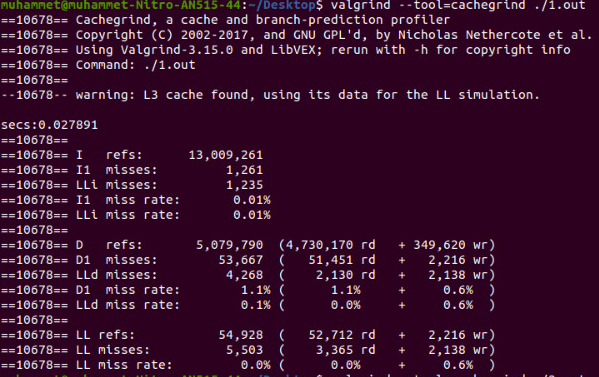 muhammet@muhammet-Nitro-AN515-44:~/Desktop$ valgrind --tool=cachegrind ./1.out
==10678== Cachegrind, a cache and branch-prediction profiler
==10678== Copyright (C) 2002-2017, and GNU GPL'd, by Nicholas Nethercote et al.
==10678== Using Valgrind-3.15.0 and LibVEX; rerun with -h for copyright info
==10678== Command: ./1.out
==10678==
--10678-- warning: L3 cache found, using its data for the LL simulation.
secs:0.027891
==10678==
==10678== I   refs:      13,009,261
==10678== I1  misses:         1,261
==10678== LLi misses:         1,235
==10678== I1  miss rate:       0.01%
==10678== LLi miss rate:       0.01%
==10678==
==10678== D   refs:       5,079,790  (4,730,170 rd   + 349,620 wr)
==10678== D1  misses:        53,667  (   51,451 rd   +   2,216 wr)
==10678== LLd misses:         4,268  (    2,130 rd   +   2,138 wr)
==10678== D1  miss rate:        1.1% (      1.1%     +     0.6%  )
==10678== LLd miss rate:        0.1% (      0.0%     +     0.6%  )
==10678==
==10678== LL refs:           54,928  (   52,712 rd   +   2,216 wr)
==10678== LL misses:          5,503  (    3,365 rd   +   2,138 wr)
==10678== LL miss rate:         0.0% (      0.0%     +     0.6%  )